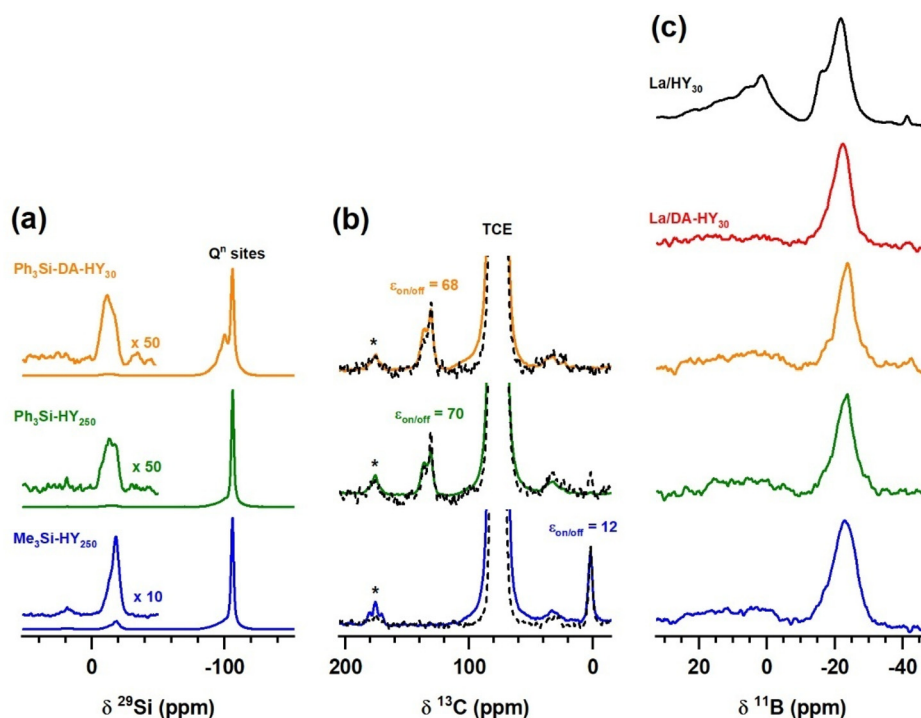 (a)
Ph₃Si-DA-HY₃₀
Qⁿ sites
x 50
Ph₃Si-HY₂₅₀
x 50
Me₃Si-HY₂₅₀
x 10
0
-100
δ ²⁹Si (ppm)
(b)
TCE
εon/off = 68
*
εon/off = 70
*
εon/off = 12
*
200
100
0
δ ¹³C (ppm)
(c)
La/HY₃₀
La/DA-HY₃₀
20
0
-20
-40
δ ¹¹B (ppm)